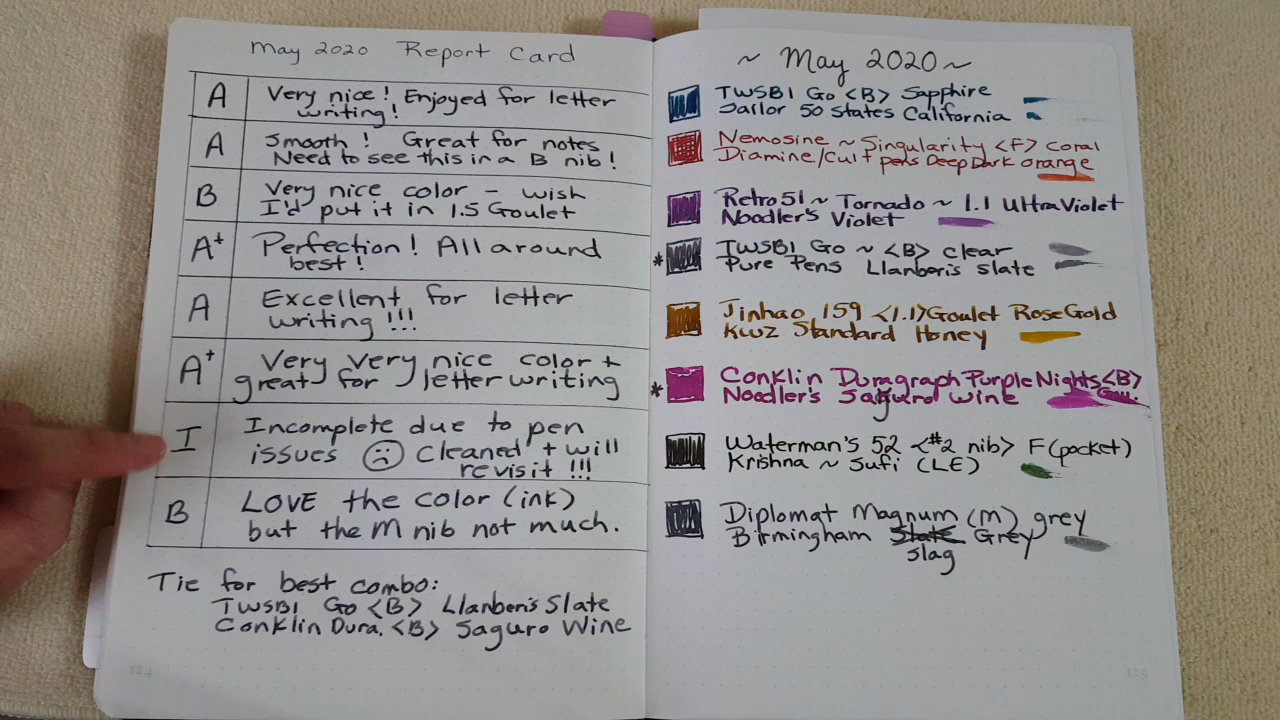 May 2020 Report Card
A
Very nice! Enjoyed for letter
writing!
A
Smooth! Great for notes
Need to see this in a B nib!
B
Very nice color - wish
I'd put it in 1.5 Goulet
A+
Perfection! All around
best!
A
Excellent for letter
writing!!!
A+
Very very nice color +
great for letter writing
I
Incomplete due to pen
issues ☹ Cleaned + will
revisit!!!
B
LOVE the color (ink)
but the M nib not much.
Tie for best combo:
TWSBI Go <B> Llanberis Slate
Conklin Dura. <B> Saguro Wine
124
~ May 2020 ~
TWSBI Go <B> Sapphire
Sailor 50 States California
Nemosine ~ Singularity <F> Coral
Diamine/Cult pens Deep Dark orange
Retro51 ~ Tornado ~ 1.1 UltraViolet
Noodler's Violet
* TWSBI Go ~ <B> clear
Pure Pens Llanberis slate
Jinhao 159 <1.1> Goulet Rose Gold
KWZ Standard Honey
* Conklin Duragraph Purple Nights <B>
Gou.
Noodler's Saguro wine
Waterman's 52 <#2 nib> F(pocket)
Krishna ~ Sufi (LE)
Diplomat Magnum (M) grey
Birmingham State Grey
slag
125